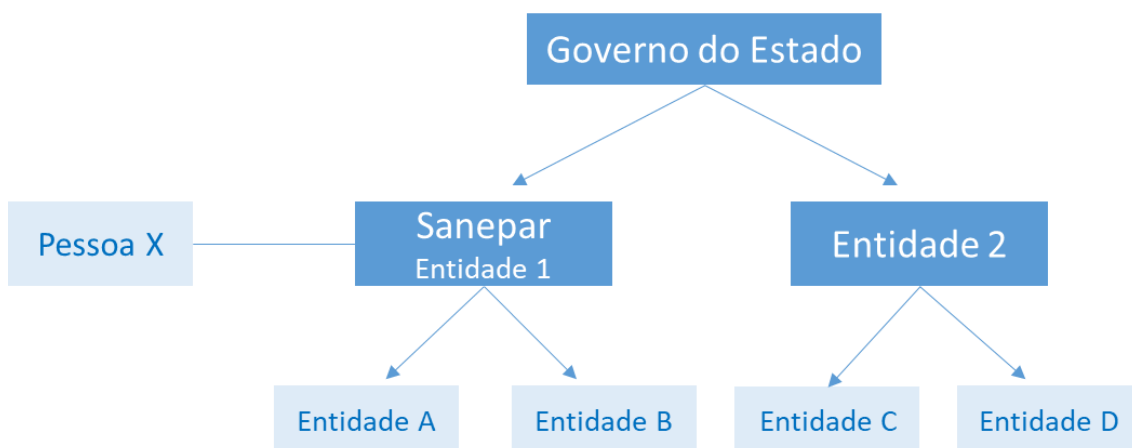 Governo do Estado
Pessoa X
Sanepar
Entidade 1
Entidade 2
Entidade A
Entidade B
Entidade C
Entidade D